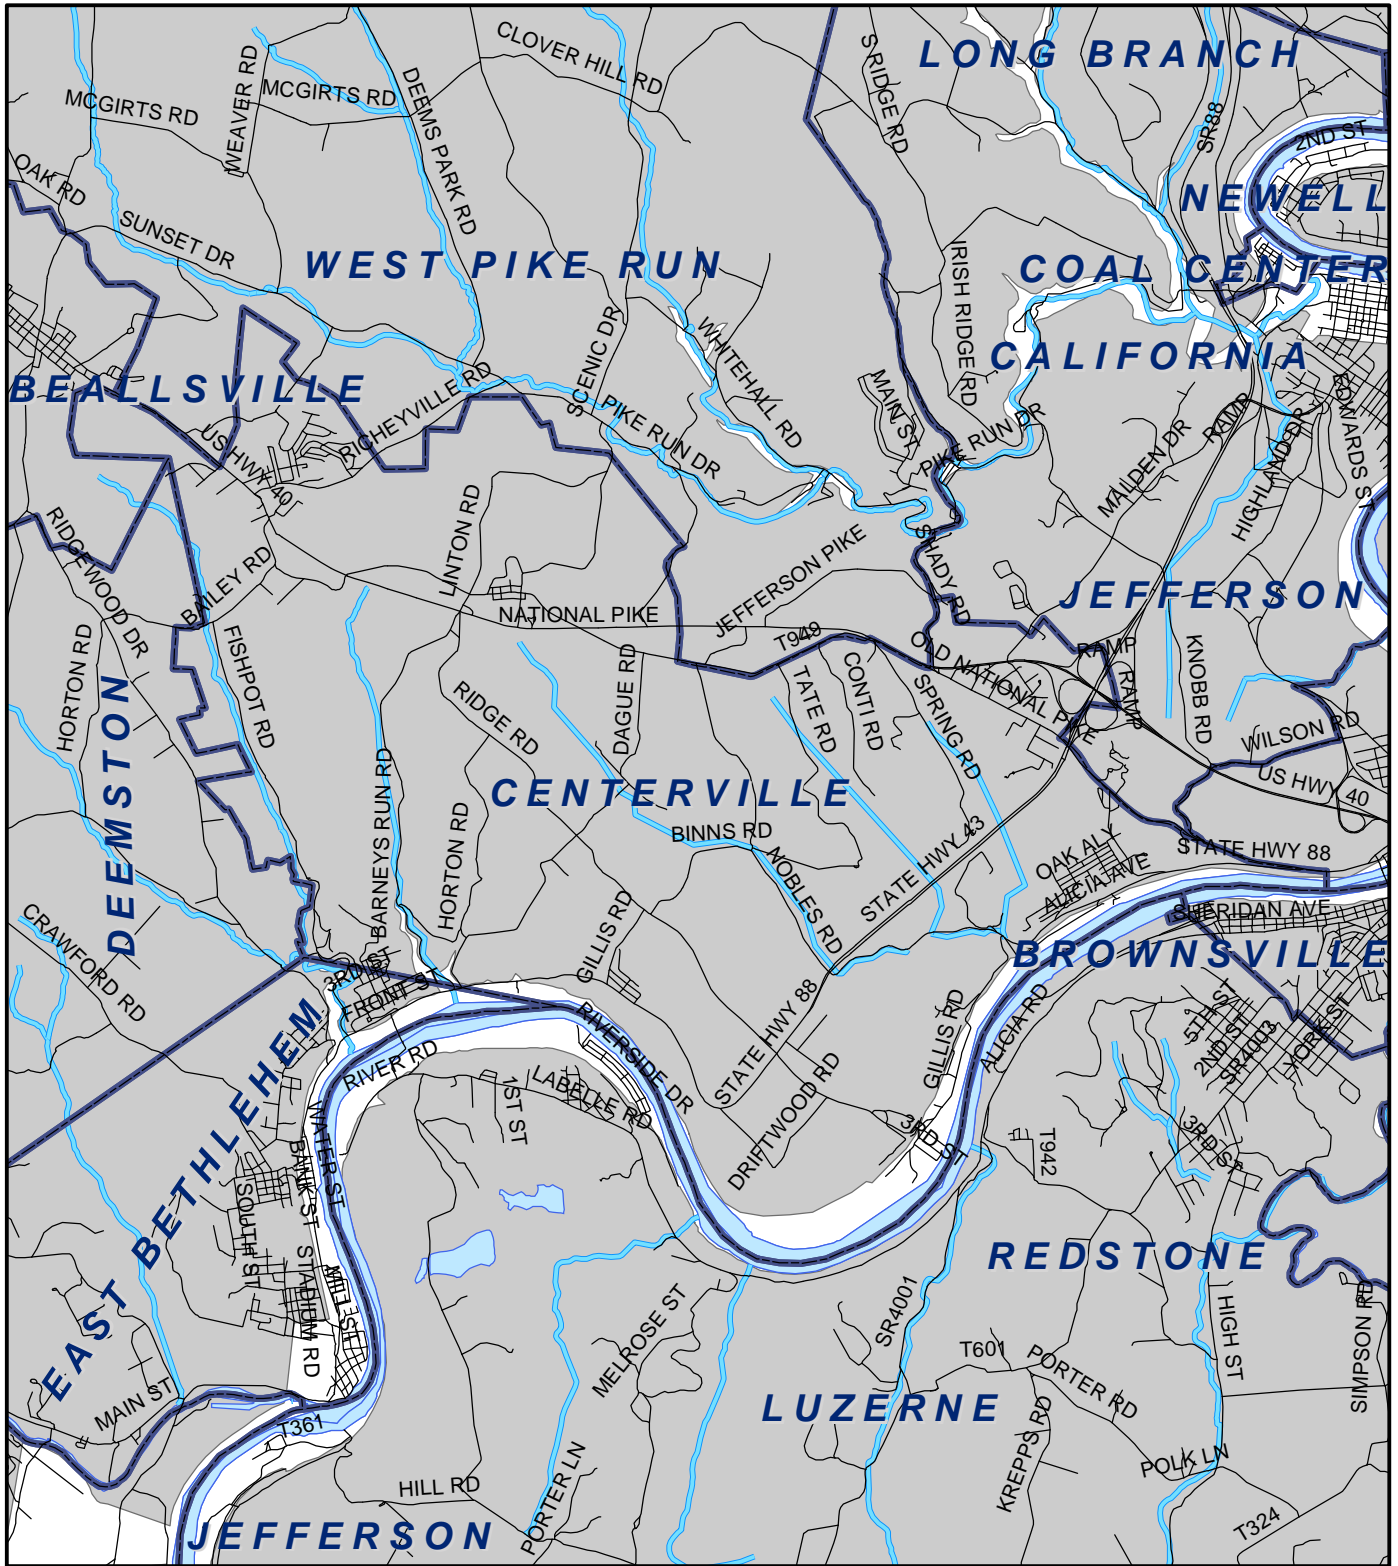 LONG BRANCH
CLOVER HILL RD
S RIDGE RD
WEAVER RD
DEEMS PARK RD
MCGIRTS RD
MCGIRTS RD
SR88
2ND ST
OAK RD
NEWELL
SUNSET DR
WEST PIKE RUN
IRISH RIDGE RD
COAL CENTER
SCENIC DR
WHITEHALL RD
CALIFORNIA
BEALLSVILLE
RICHEYVILLE RD
MAIN ST
EDWARDS ST
PIKE RUN DR
PIKE RUN DR
RAMP
HIGHLAND DR
US HWY 40
MAIDEN DR
LINTON RD
RIDGEWOOD DR
BAILEY RD
JEFFERSON PIKE
SHADY RD
JEFFERSON
NATIONAL PIKE
T949
OLD NATIONAL PIKE
RAMP
RAMP
KNOBB RD
HORTON RD
FISHPOT RD
DAGUE RD
TATE RD
CONTI RD
SPRING RD
RIDGE RD
WILSON RD
DEEMSTON
BARNEYS RUN RD
CENTERVILLE
US HWY 40
HORTON RD
BINNS RD
NOBLES RD
STATE HWY 43
OAK ALY
ALICIA AVE
STATE HWY 88
SHERIDAN AVE
CRAWFORD RD
GILLIS RD
BROWNSVILLE
3RD ST
FRONT ST
RIVERSIDE DR
STATE HWY 88
GILLIS RD
ALICIA RD
5TH ST
2ND ST
SR4003
YORK ST
RIVER RD
EAST BETHLEHEM
1ST ST
LABELLE RD
DRIFTWOOD RD
3RD ST
T942
3RD ST
WATER ST
BANK ST
SOUTH ST
STADIUM RD
MILL ST
REDSTONE
MELROSE ST
SR4001
HIGH ST
SIMPSON RD
T601
PORTER RD
LUZERNE
MAIN ST
T361
KREPPS RD
POLK LN
HILL RD
PORTER LN
T324
JEFFERSON